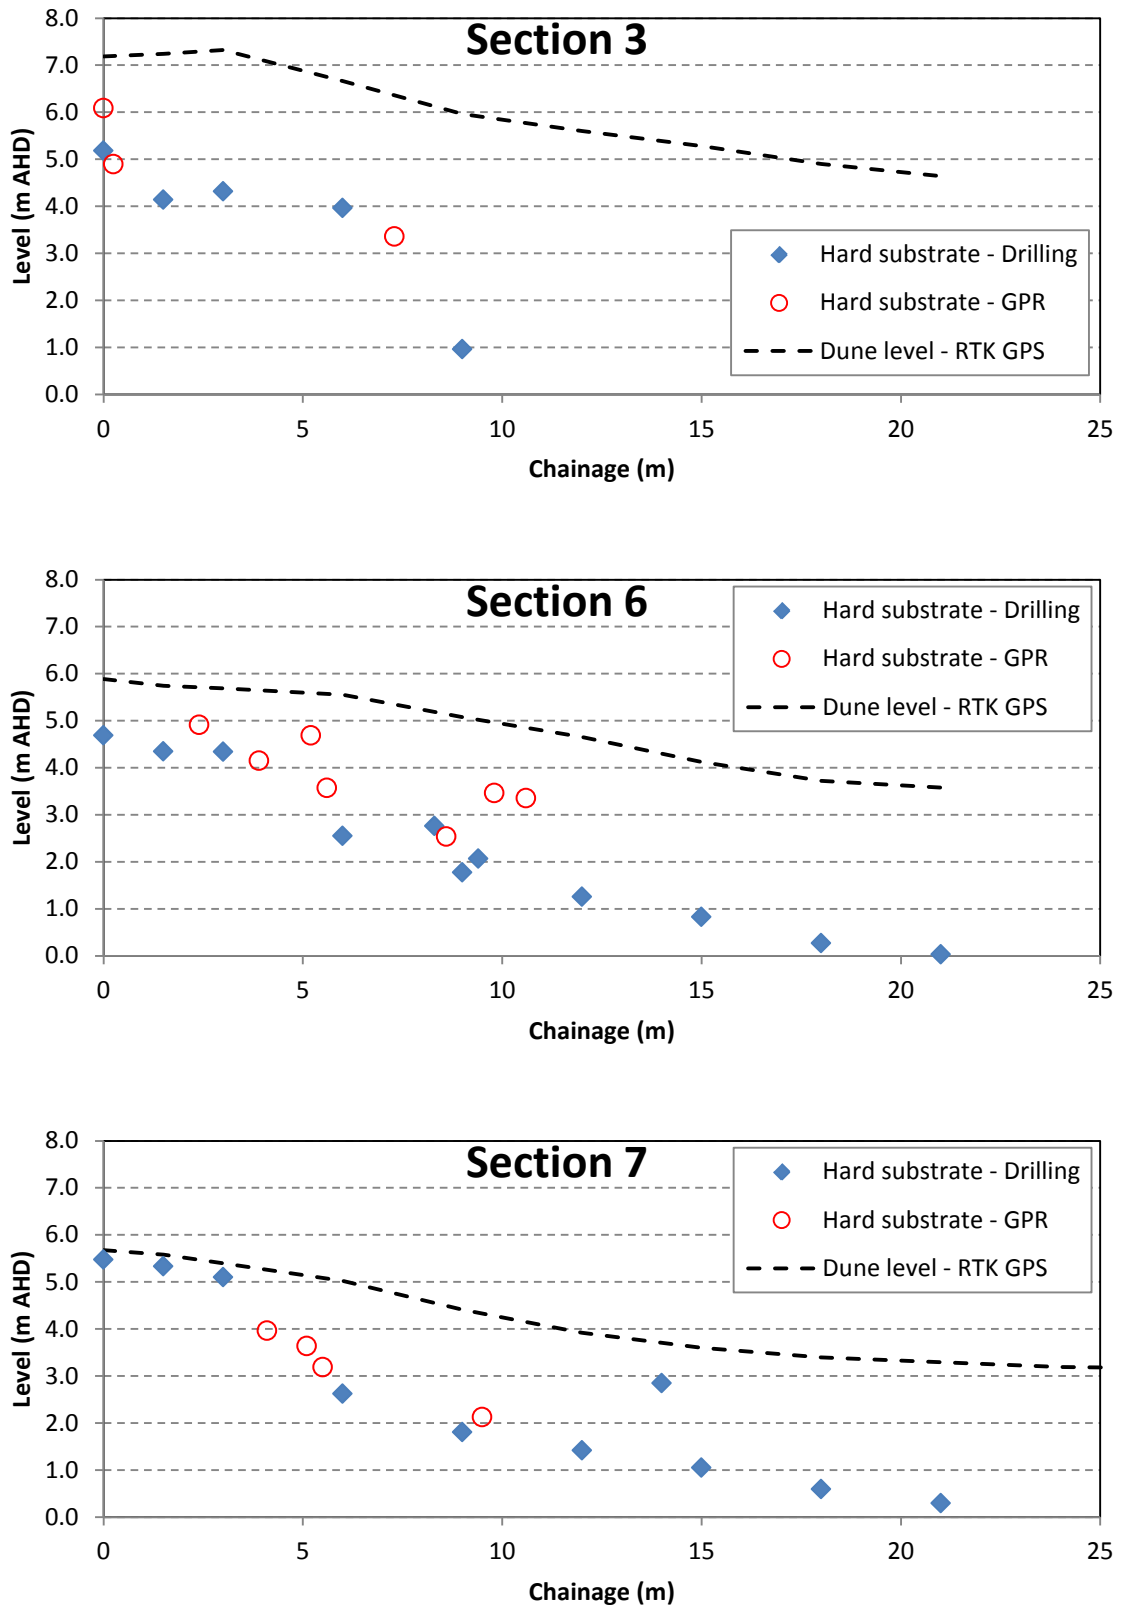 Section 3
8.0
7.0
6.0
5.0
4.0
3.0
2.0
1.0
0.0
Level (m AHD)
Hard substrate - Drilling
Hard substrate - GPR
Dune level - RTK GPS
0 5 10 15 20 25
Chainage (m)
Section 6
8.0
7.0
6.0
5.0
4.0
3.0
2.0
1.0
0.0
Level (m AHD)
Hard substrate - Drilling
Hard substrate - GPR
Dune level - RTK GPS
0 5 10 15 20 25
Chainage (m)
Section 7
8.0
7.0
6.0
5.0
4.0
3.0
2.0
1.0
0.0
Level (m AHD)
Hard substrate - Drilling
Hard substrate - GPR
Dune level - RTK GPS
0 5 10 15 20 25
Chainage (m)